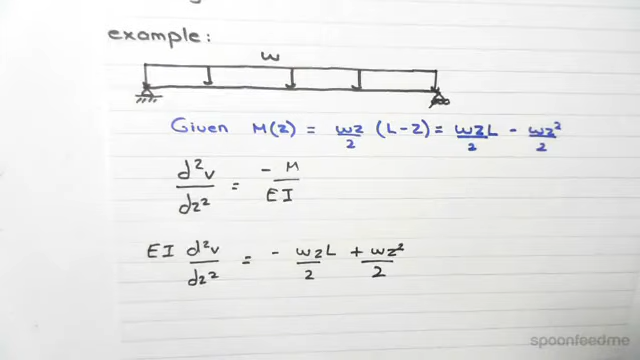 example:
w
Given M(z) = wz/2 (L-z) = wzL/2 - wz²/2
d²v/dz² = -M/EI
EI d²v/dz² = - wzL/2 + wz²/2
spoonfeedme